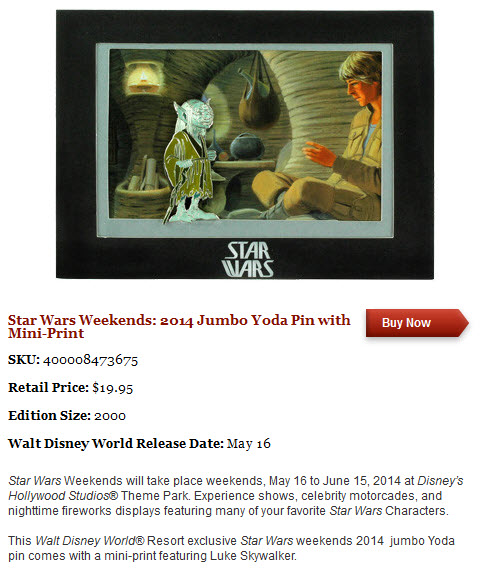 STAR
WARS
Star Wars Weekends: 2014 Jumbo Yoda Pin with
Mini-Print
Buy Now
SKU: 400008473675
Retail Price: $19.95
Edition Size: 2000
Walt Disney World Release Date: May 16
Star Wars Weekends will take place weekends, May 16 to June 15, 2014 at Disney's
Hollywood Studios® Theme Park. Experience shows, celebrity motorcades, and
nighttime fireworks displays featuring many of your favorite Star Wars Characters.
This Walt Disney World® Resort exclusive Star Wars weekends 2014 jumbo Yoda
pin comes with a mini-print featuring Luke Skywalker.